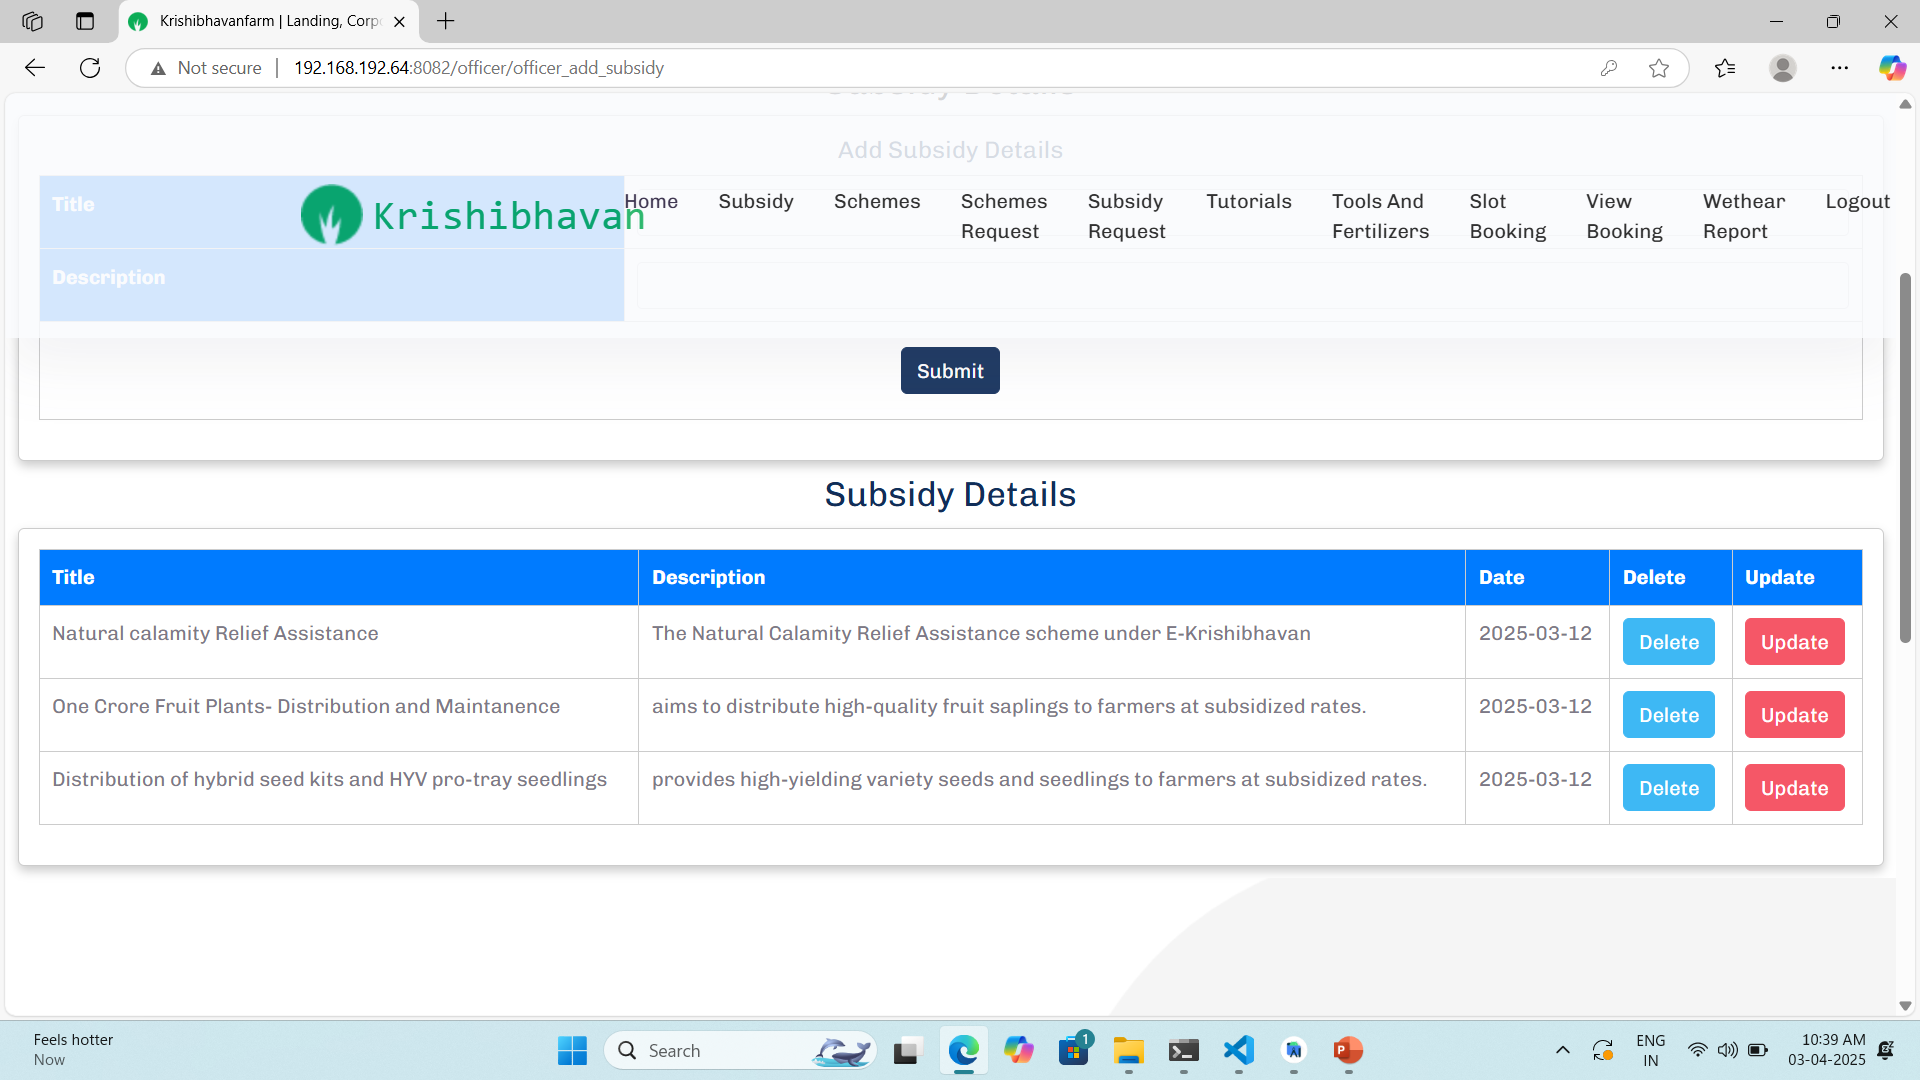 Krishibhavanfarm | Landing, Corp
Not secure
192.168.192.64:8082/officer/officer_add_subsidy
Subsidy Details
Add Subsidy Details
Title
Krishibhavan
Home
Subsidy
Schemes
Schemes
Request
Subsidy
Request
Tutorials
Tools And
Fertilizers
Slot
Booking
View
Booking
Wethear
Report
Logout
Description
Submit
Subsidy Details
Title Description Date Delete Update
Natural calamity Relief Assistance The Natural Calamity Relief Assistance scheme under E-Krishibhavan 2025-03-12 Delete Update
One Crore Fruit Plants- Distribution and Maintanence aims to distribute high-quality fruit saplings to farmers at subsidized rates. 2025-03-12 Delete Update
Distribution of hybrid seed kits and HYV pro-tray seedlings provides high-yielding variety seeds and seedlings to farmers at subsidized rates. 2025-03-12 Delete Update
Feels hotter
Now
Search
1
ENG
IN
10:39 AM
03-04-2025